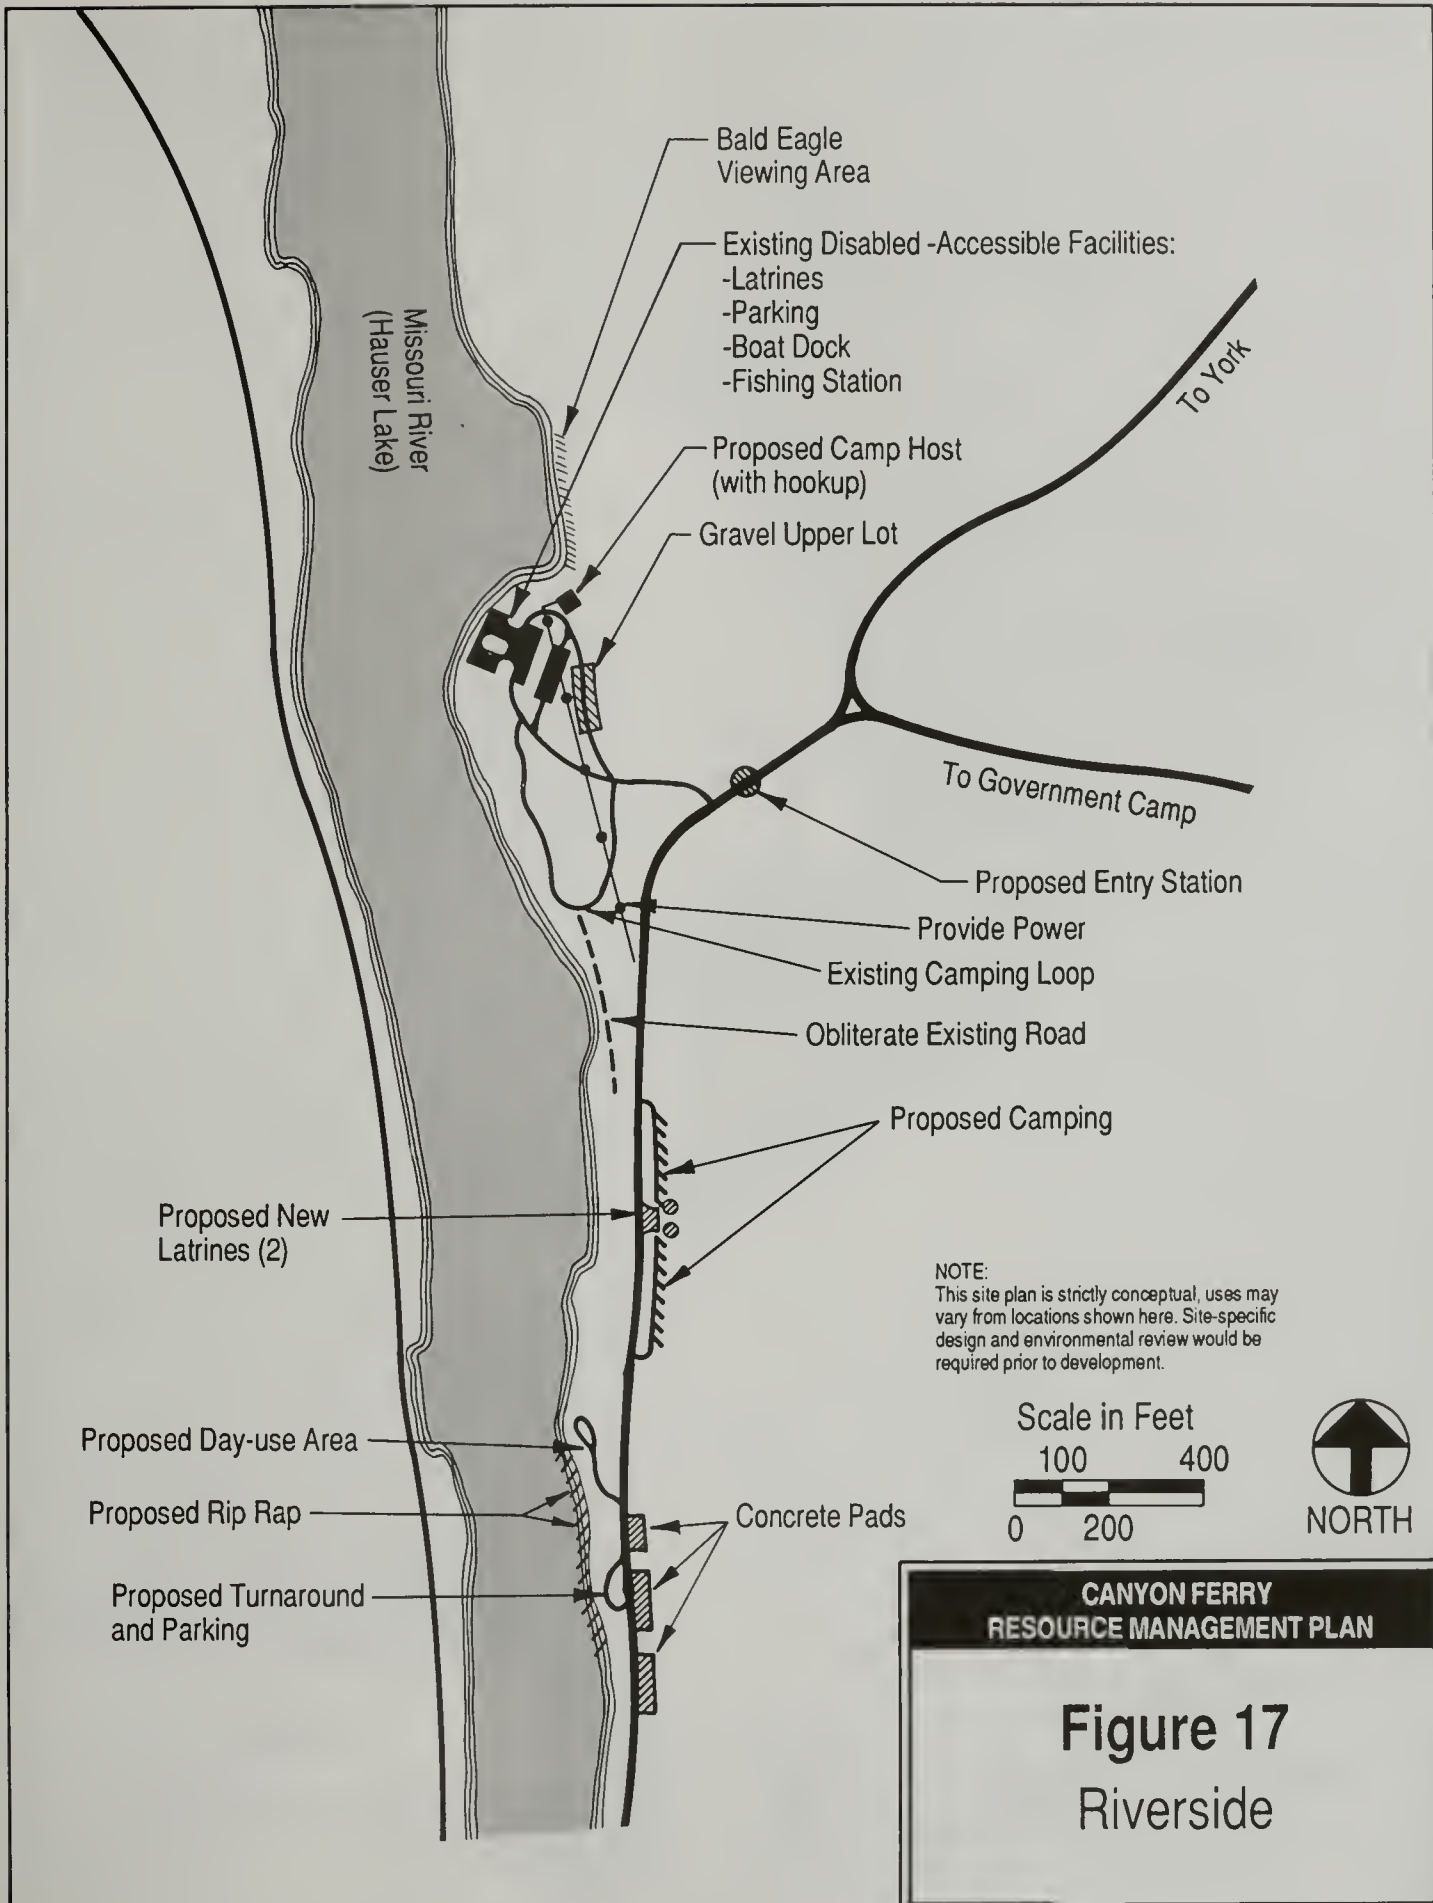 Bald Eagle
Viewing Area
Existing Disabled -Accessible Facilities:
-Latrines
-Parking
-Boat Dock
-Fishing Station
Missouri River
(Hauser Lake)
To York
Proposed Camp Host
(with hookup)
Gravel Upper Lot
To Government Camp
Proposed Entry Station
Provide Power
Existing Camping Loop
Obliterate Existing Road
Proposed Camping
Proposed New
Latrines (2)
NOTE:
This site plan is strictly conceptual, uses may
vary from locations shown here. Site-specific
design and environmental review would be
required prior to development.
Proposed Day-use Area
Proposed Rip Rap
Concrete Pads
Proposed Turnaround
and Parking
Scale in Feet
100 400
0 200
NORTH
CANYON FERRY
RESOURCE MANAGEMENT PLAN
Figure 17
Riverside